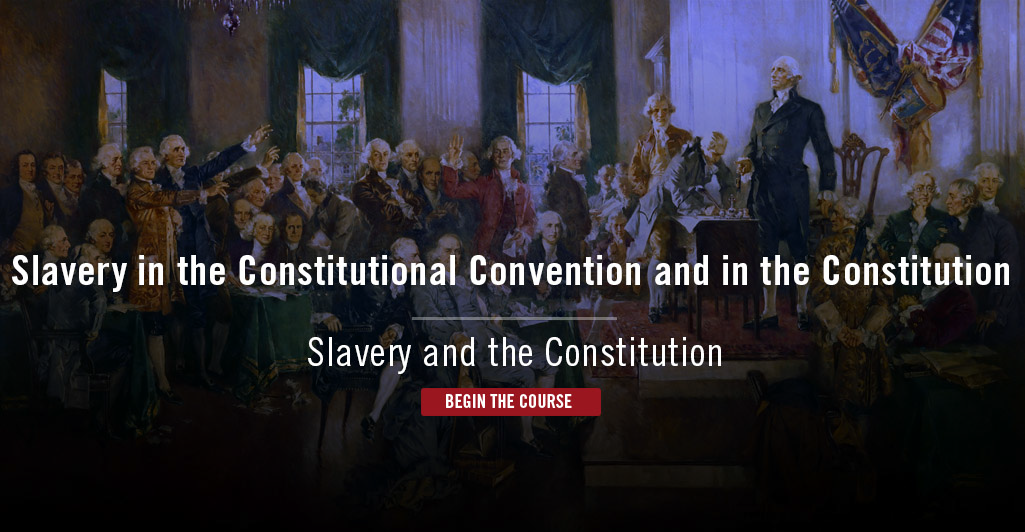 Slavery in the Constitutional Convention and in the Constitution
Slavery and the Constitution
BEGIN THE COURSE